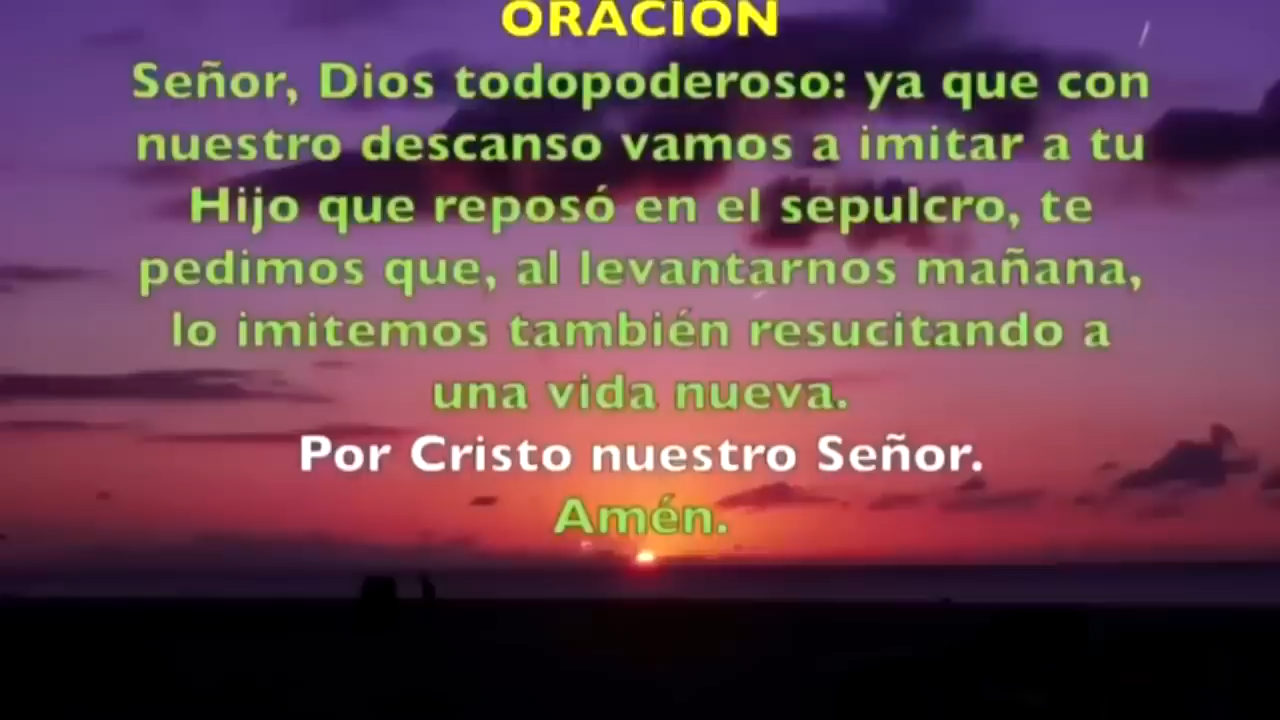 ORACIÓN
Señor, Dios todopoderoso: ya que con
nuestro descanso vamos a imitar a tu
Hijo que reposó en el sepulcro, te
pedimos que, al levantarnos mañana,
lo imitemos también resucitando a
una vida nueva.
Por Cristo nuestro Señor.
Amén.